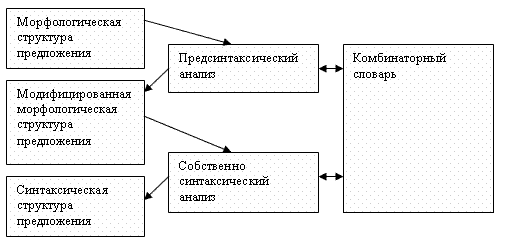 Морфологическая
структура
предложения
Предсинтаксический
анализ
Комбинаторный
словарь
Модифицированная
морфологическая
структура
предложения
Собственно
синтаксический
анализ
Синтаксическая
структура
предложения